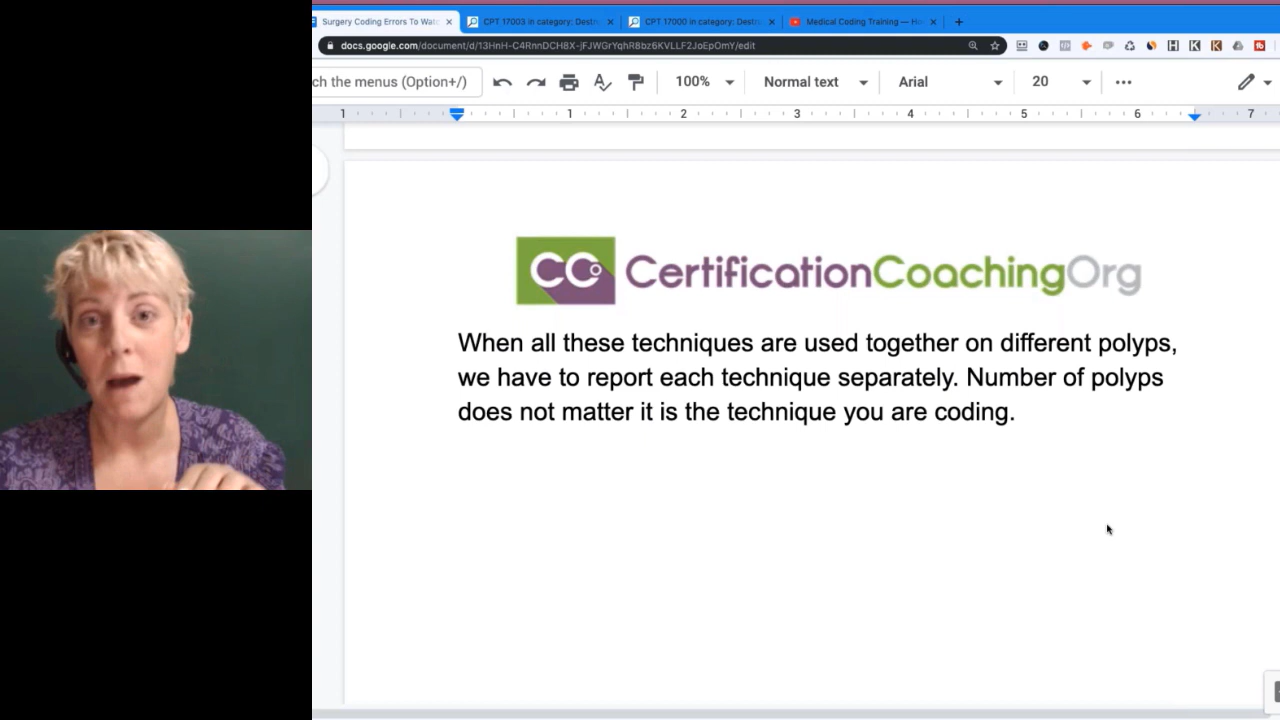 Surgery Coding Errors To Wat
CPT 17003 in category: Destr
CPT 17000 in category: Destr
Medical Coding Training — Ho
docs.google.com/document/d/13HnH-C4RnnDCH8X-jFJWGrYqhR8bz6KVLLF2JoEpOmY/edit
ch the menus (Option+/)
100%
Normal text
Arial
20
1 1 2 3 4 5 6 7
CC CertificationCoachingOrg
When all these techniques are used together on different polyps,
we have to report each technique separately. Number of polyps
does not matter it is the technique you are coding.